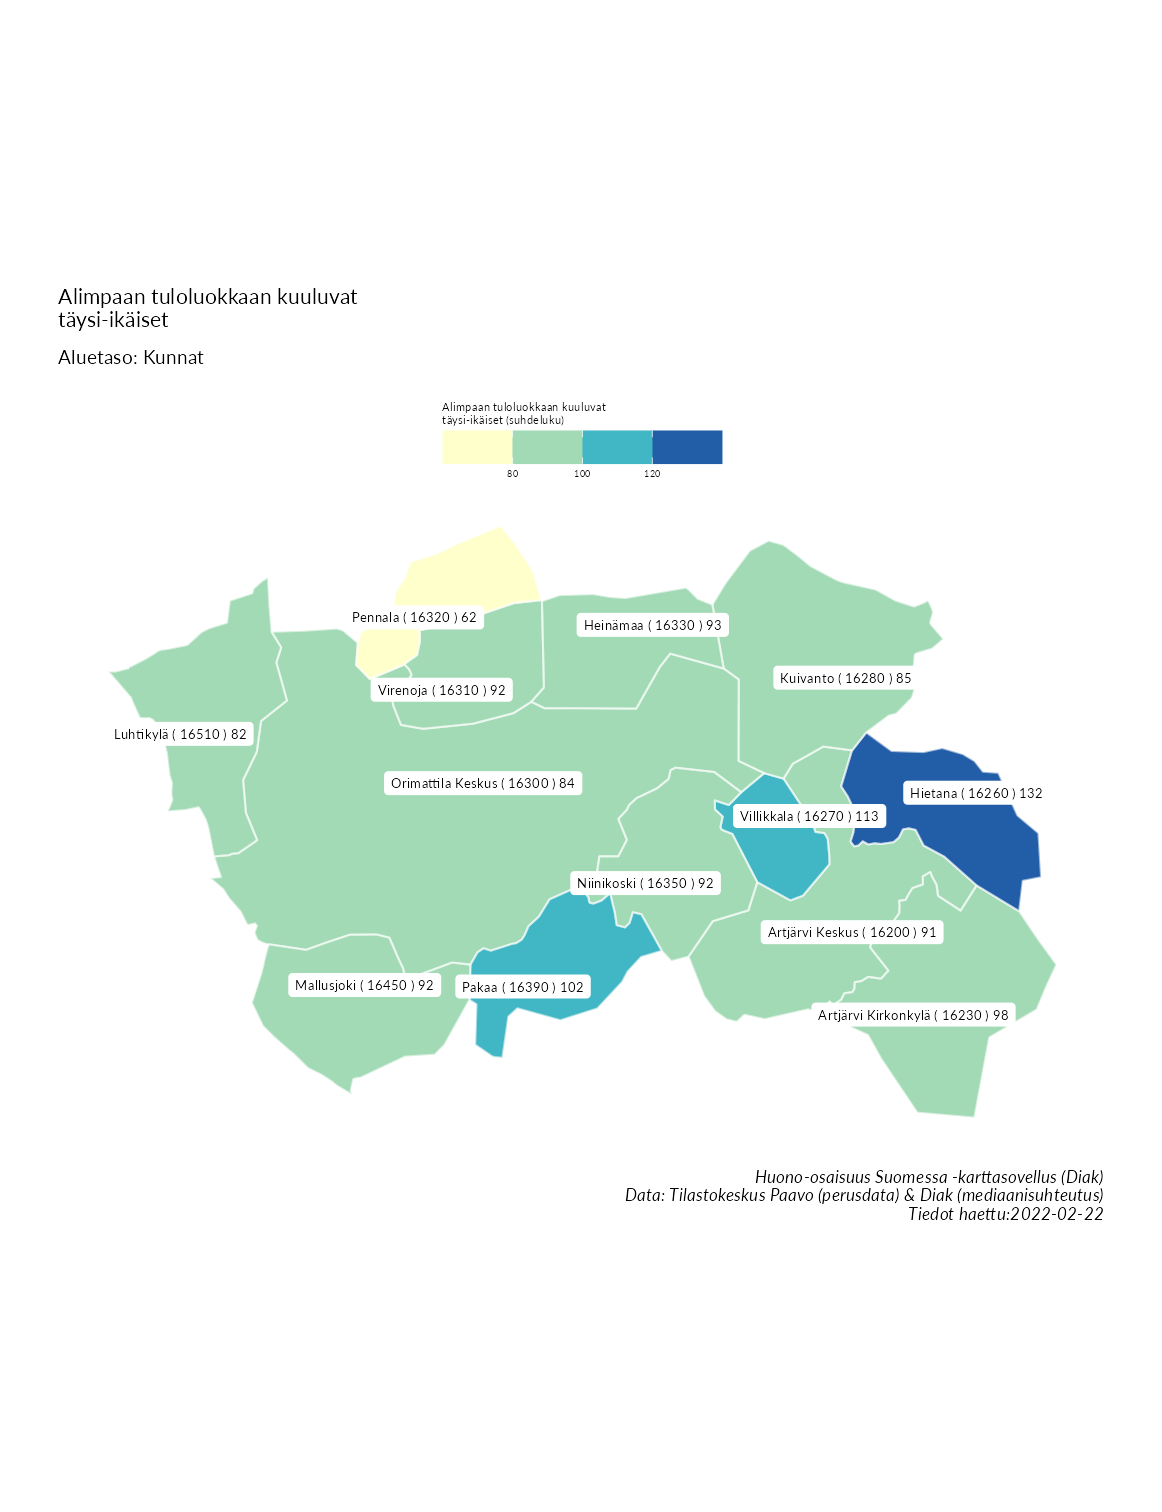 Alimpaan tuloluokkaan kuuluvat
täysi-ikäiset
Aluetaso: Kunnat
Alimpaan tuloluokkaan kuuluvat
täysi-ikäiset (suhdeluku)
80 100 120
Pennala ( 16320 ) 62
Heinämaa ( 16330 ) 93
Kuivanto ( 16280 ) 85
Virenoja ( 16310 ) 92
Luhtikylä ( 16510 ) 82
Orimattila Keskus ( 16300 ) 84
Hietana ( 16260 ) 132
Villikkala ( 16270 ) 113
Niinikoski ( 16350 ) 92
Artjärvi Keskus ( 16200 ) 91
Mallusjoki ( 16450 ) 92
Pakaa ( 16390 ) 102
Artjärvi Kirkonkylä ( 16230 ) 98
Huono-osaisuus Suomessa -karttasovellus (Diak)
Data: Tilastokeskus Paavo (perusdata) & Diak (mediaanisuhteutus)
Tiedot haettu:2022-02-22